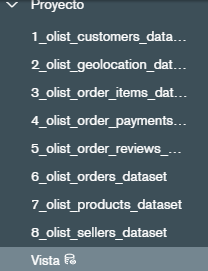 Proyecto
1_olist_customers_data...
2_olist_geolocation_dat...
3_olist_order_items_dat...
4_olist_order_payments...
5_olist_order_reviews_...
6_olist_orders_dataset
7_olist_products_dataset
8_olist_sellers_dataset
Vista